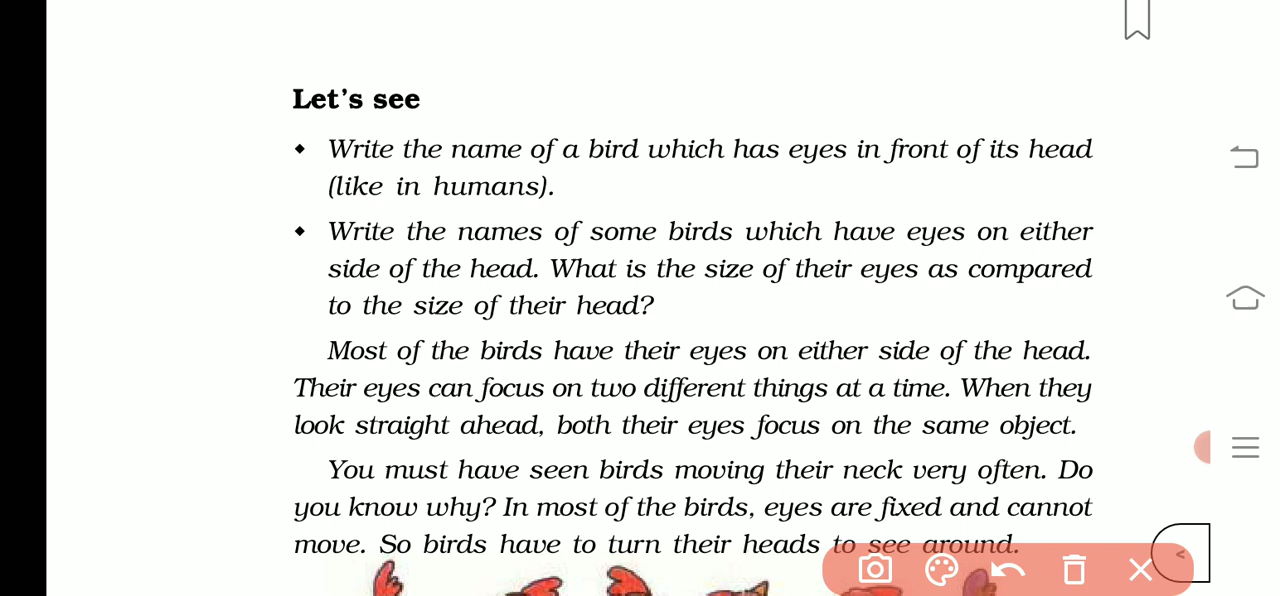 Let's see
◆ Write the name of a bird which has eyes in front of its head
(like in humans).
◆ Write the names of some birds which have eyes on either
side of the head. What is the size of their eyes as compared
to the size of their head?
Most of the birds have their eyes on either side of the head.
Their eyes can focus on two different things at a time. When they
look straight ahead, both their eyes focus on the same object.
You must have seen birds moving their neck very often. Do
you know why? In most of the birds, eyes are fixed and cannot
move. So birds have to turn their heads to see around.